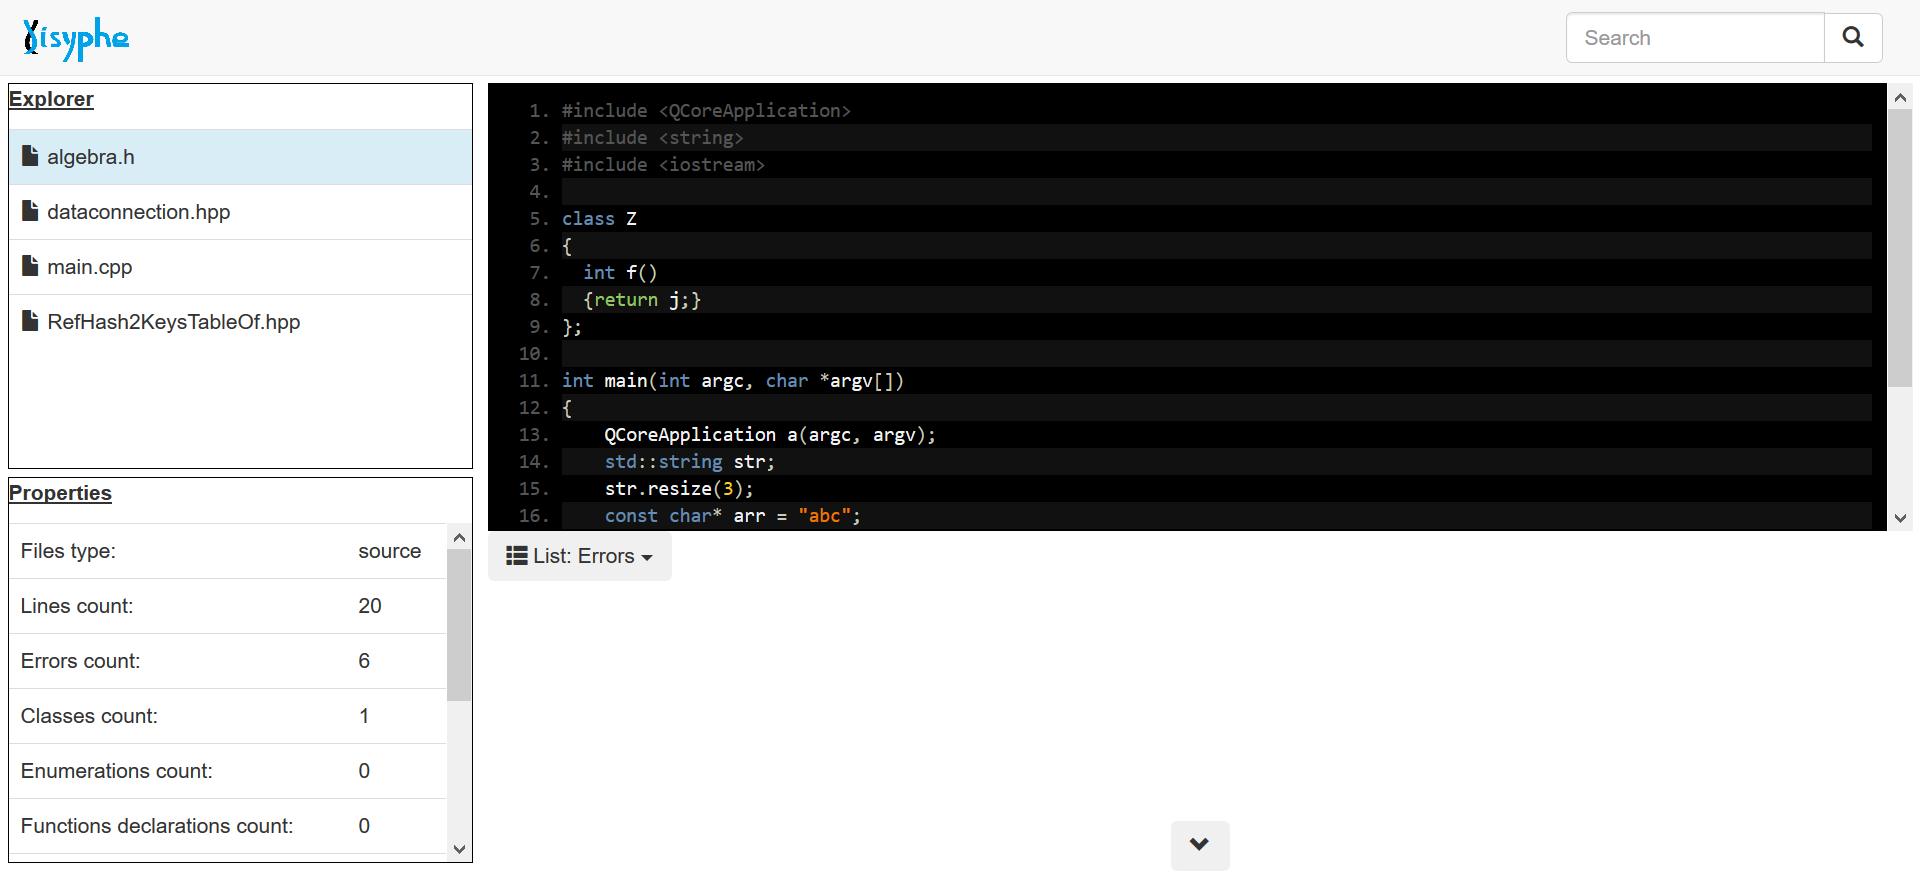 Xisyphe
Search
Explorer
algebra.h
dataconnection.hpp
main.cpp
RefHash2KeysTableOf.hpp
Properties
Files type: source
Lines count: 20
Errors count: 6
Classes count: 1
Enumerations count: 0
Functions declarations count: 0
1. #include <QCoreApplication>
2. #include <string>
3. #include <iostream>
4.
5. class Z
6. {
7.   int f()
8.   {return j;}
9. };
10.
11. int main(int argc, char *argv[])
12. {
13.     QCoreApplication a(argc, argv);
14.     std::string str;
15.     str.resize(3);
16.     const char* arr = "abc";
List: Errors